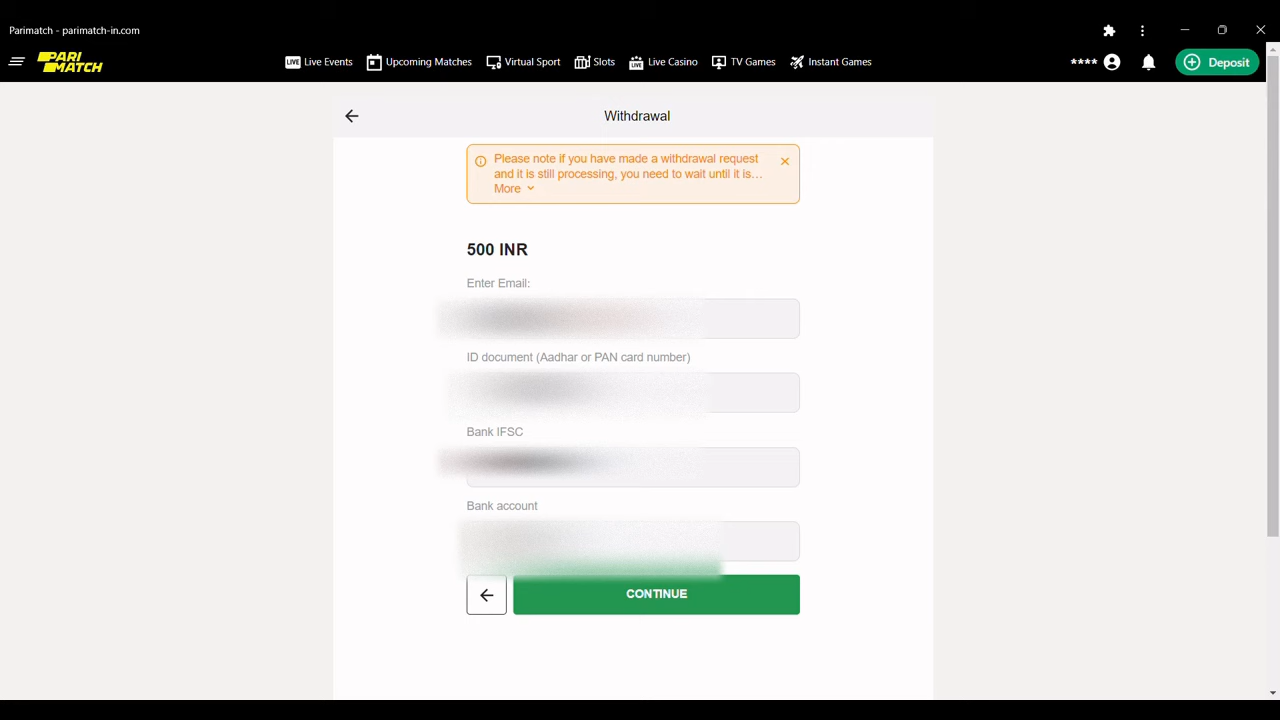 Parimatch - parimatch-in.com
PARI
MATCH
LIVE Live Events Upcoming Matches Virtual Sport Slots LIVE Live Casino TV Games Instant Games **** Deposit
Withdrawal
Please note if you have made a withdrawal request
and it is still processing, you need to wait until it is...
More
500 INR
Enter Email:
ID document (Aadhar or PAN card number)
Bank IFSC
Bank account
CONTINUE